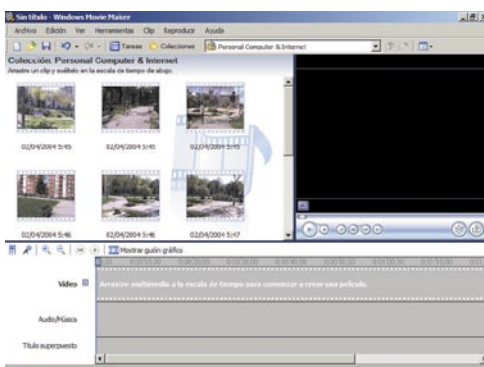 Sin título - Windows Movie Maker
Archivo Edición Ver Herramientas Clip Reproducir Ayuda
Tareas Colecciones Personal Computer & Internet
Colección: Personal Computer & Internet
Arrastre un clip y suéltelo en la escala de tiempo de abajo.
02/04/2004 5:45 02/04/2004 5:45 02/04/2004 5:45
02/04/2004 5:46 02/04/2004 5:46 02/04/2004 5:47
Mostrar guión gráfico
Vídeo
Arrastre multimedia a la escala de tiempo para comenzar a crear una película.
Audio/Música
Título superpuesto